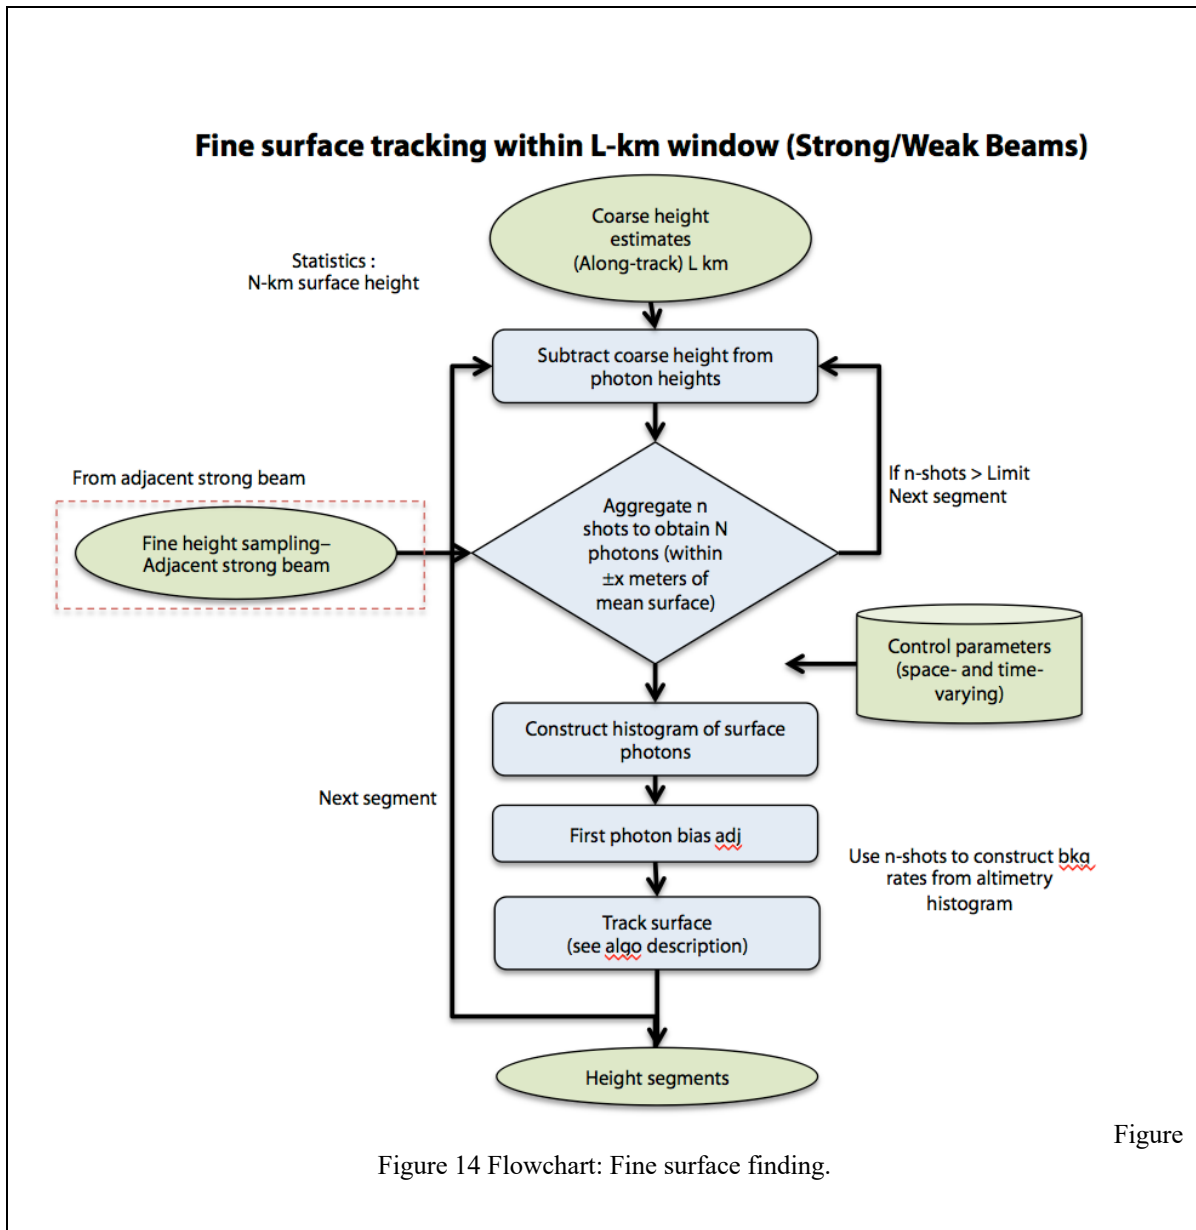 Fine surface tracking within L-km window (Strong/Weak Beams)
Coarse height
estimates
(Along-track) L km
Statistics :
N-km surface height
Subtract coarse height from
photon heights
If n-shots > Limit
Next segment
From adjacent strong beam
Fine height sampling–
Adjacent strong beam
Aggregate n
shots to obtain N
photons (within
±x meters of
mean surface)
Control parameters
(space- and time-
varying)
Construct histogram of surface
photons
Next segment
First photon bias adj
Use n-shots to construct bkg
rates from altimetry
histogram
Track surface
(see algo description)
Height segments
Figure
Figure 14 Flowchart: Fine surface finding.